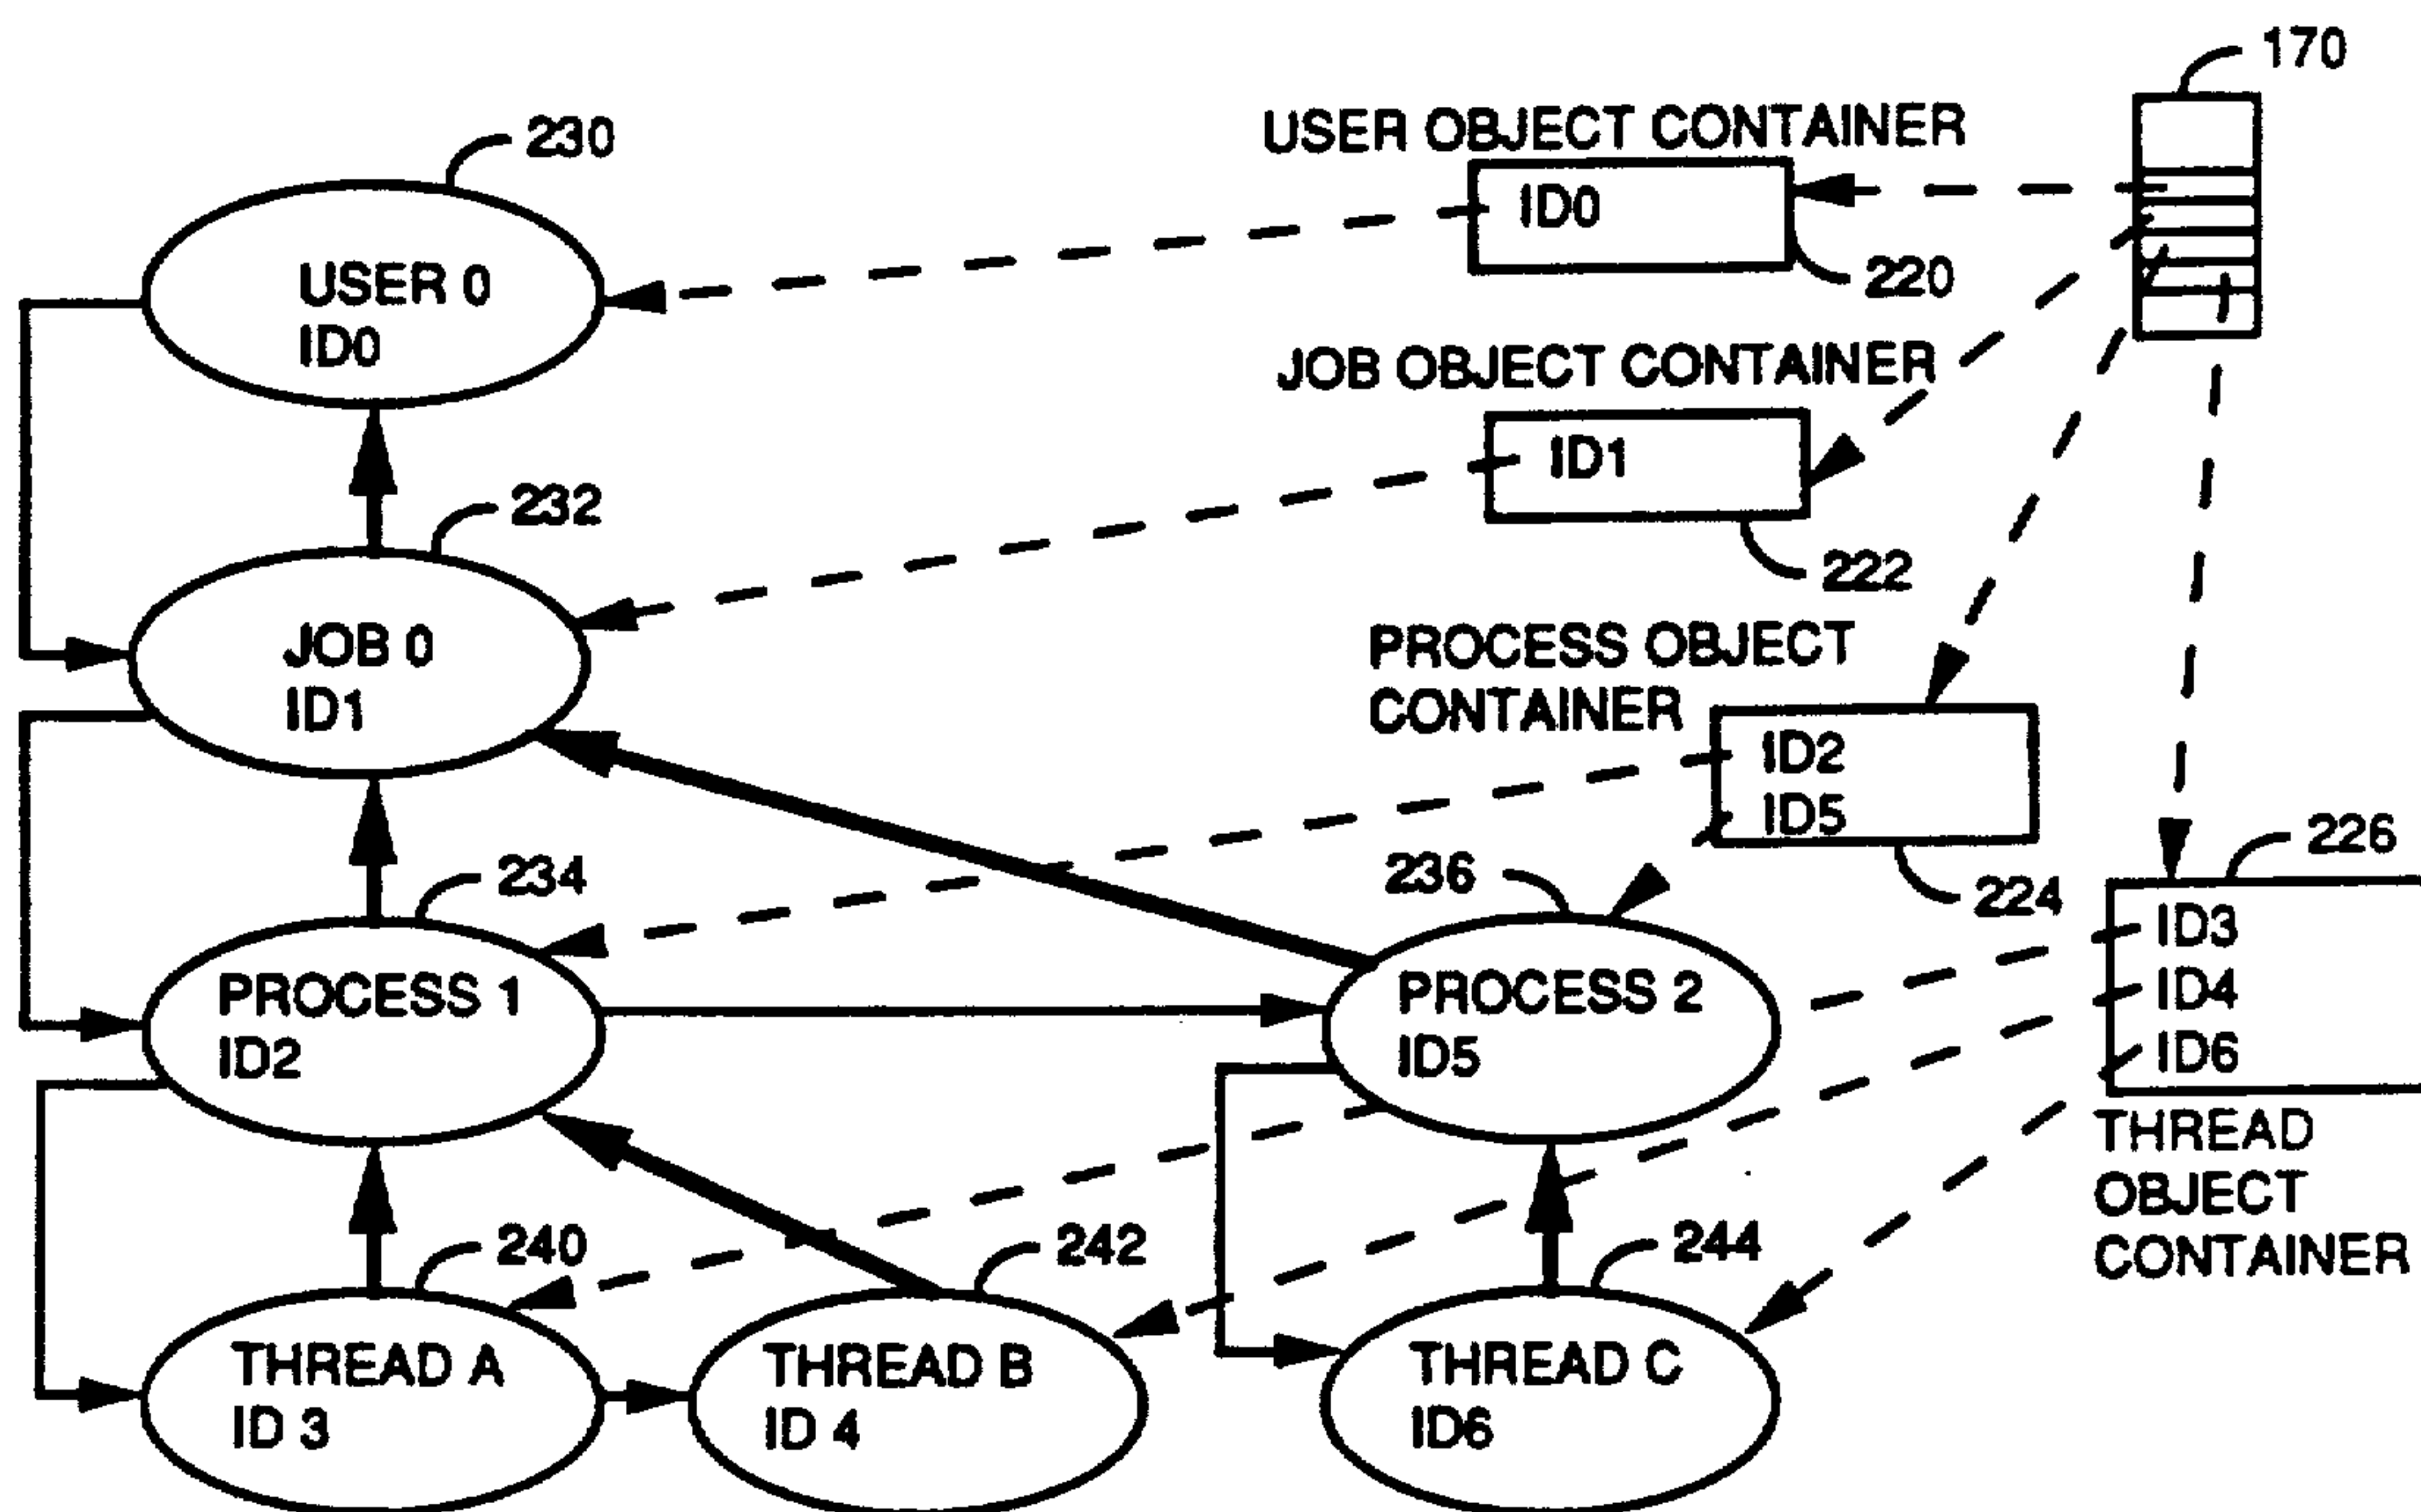 170
230
USER OBJECT CONTAINER
ID0
220
USER 0
ID0
JOB OBJECT CONTAINER
ID1
222
232
JOB 0
ID1
PROCESS OBJECT
CONTAINER
ID2
ID5
224
226
234
236
ID3
ID4
ID6
THREAD
OBJECT
CONTAINER
PROCESS 1
ID2
PROCESS 2
ID5
240
242
244
THREAD A
ID 3
THREAD B
ID 4
THREAD C
ID6